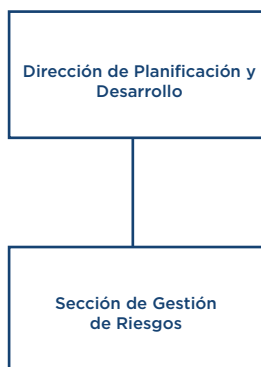 Dirección de Planificación y
Desarrollo
Sección de Gestión
de Riesgos